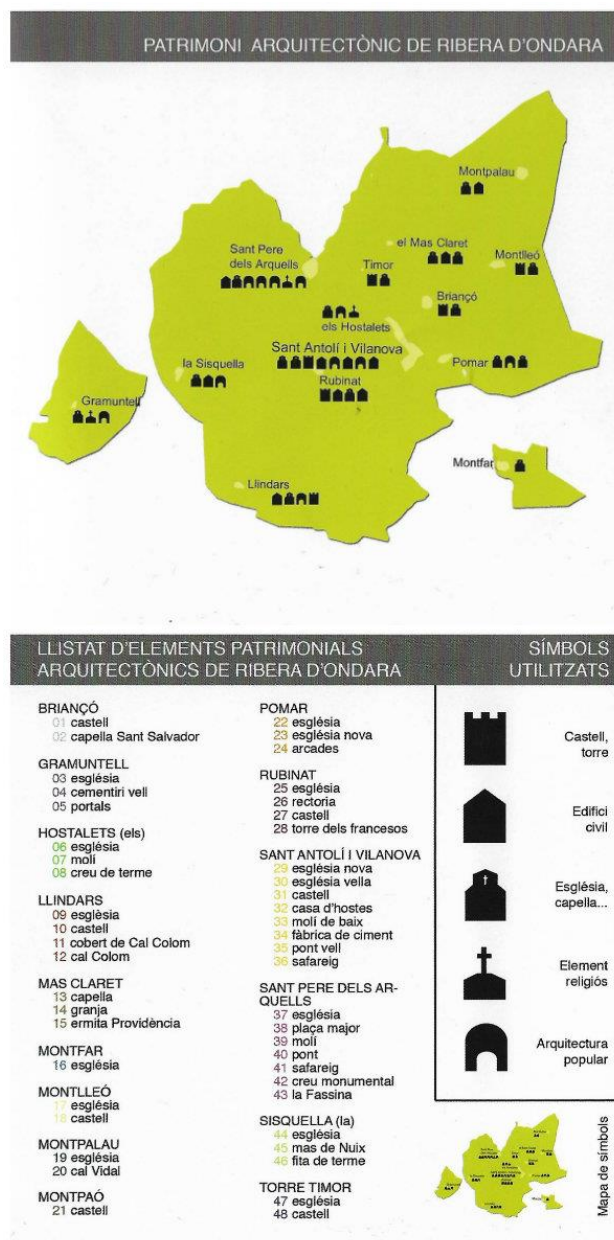 PATRIMONI ARQUITECTÒNIC DE RIBERA D'ONDARA
Montpalau
el Mas Claret
Montlleó
Sant Pere
dels Arquells
Timor
Briançó
els Hostalets
Sant Antolí i Vilanova
la Sisquella
Rubinat
Pomar
Gramuntell
Montfar
Llindars
LLISTAT D'ELEMENTS PATRIMONIALS
ARQUITECTÒNICS DE RIBERA D'ONDARA
BRIANÇÓ
01 castell
02 capella Sant Salvador
GRAMUNTELL
03 església
04 cementiri vell
05 portals
HOSTALETS (els)
06 església
07 molí
08 creu de terme
LLINDARS
09 esglèsia
10 castell
11 cobert de Cal Colom
12 cal Colom
MAS CLARET
13 capella
14 granja
15 ermita Providència
MONTFAR
16 església
MONTLLEÓ
17 església
18 castell
MONTPALAU
19 església
20 cal Vidal
MONTPAÓ
21 castell
POMAR
22 església
23 església nova
24 arcades
RUBINAT
25 església
26 rectoria
27 castell
28 torre dels francesos
SANT ANTOLÍ I VILANOVA
29 església nova
30 església vella
31 castell
32 casa d'hostes
33 molí de baix
34 fàbrica de ciment
35 pont vell
36 safareig
SANT PERE DELS AR-
QUELLS
37 església
38 plaça major
39 molí
40 pont
41 safareig
42 creu monumental
43 la Fassina
SISQUELLA (la)
44 església
45 mas de Nuix
46 fita de terme
TORRE TIMOR
47 església
48 castell
SÍMBOLS
UTILITZATS
Castell,
torre
Edifici
civil
Església,
capella...
Element
religiós
Arquitectura
popular
Mapa de símbols